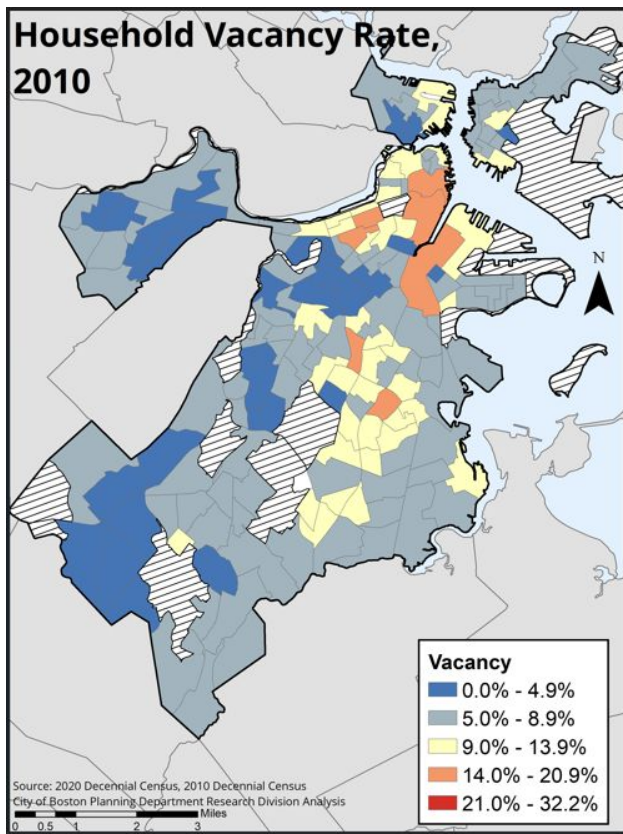 Household Vacancy Rate,
2010
N
Vacancy
0.0% - 4.9%
5.0% - 8.9%
9.0% - 13.9%
14.0% - 20.9%
21.0% - 32.2%
Source: 2020 Decennial Census, 2010 Decennial Census
City of Boston Planning Department Research Division Analysis
Miles
0 0.5 1 2 3